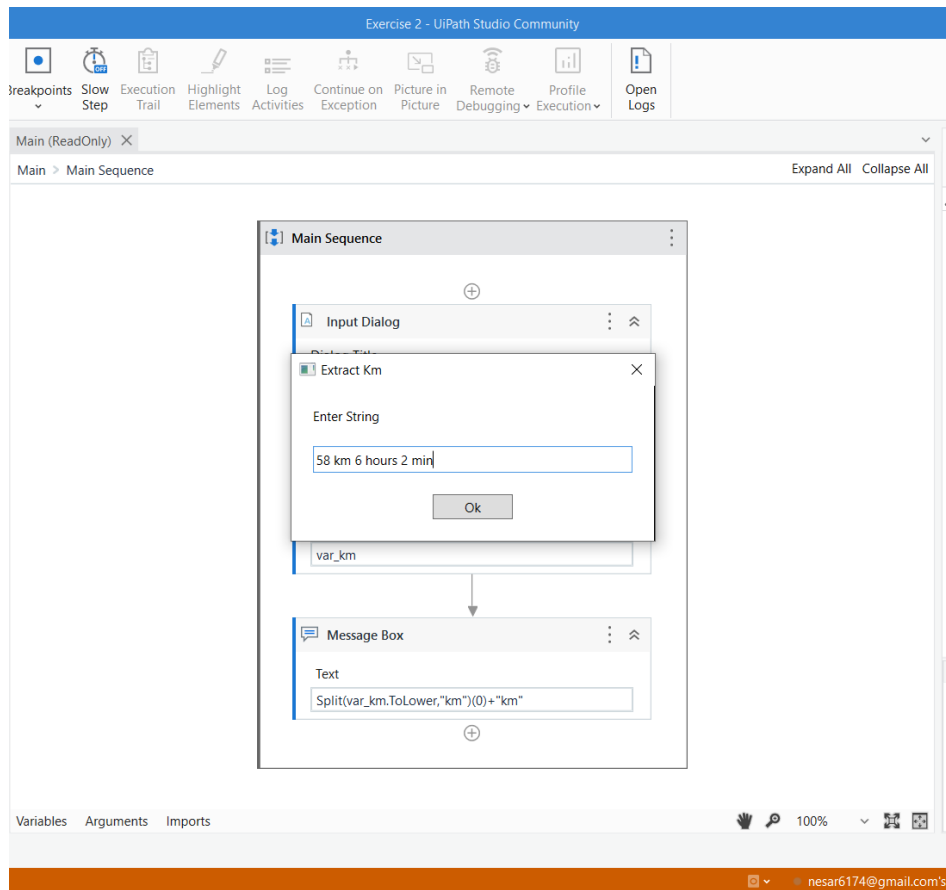 Exercise 2 - UiPath Studio Community
Breakpoints Slow Step Execution Trail Highlight Elements Log Activities Continue on Exception Picture in Picture Remote Debugging Profile Execution Open Logs
OFF
Main (ReadOnly)
Main > Main Sequence Expand All Collapse All
Main Sequence
Input Dialog
Dialog Title
Extract Km
Enter String
58 km 6 hours 2 min
Ok
var_km
Message Box
Text
Split(var_km.ToLower,"km")(0)+"km"
Variables Arguments Imports 100%
nesar6174@gmail.com's